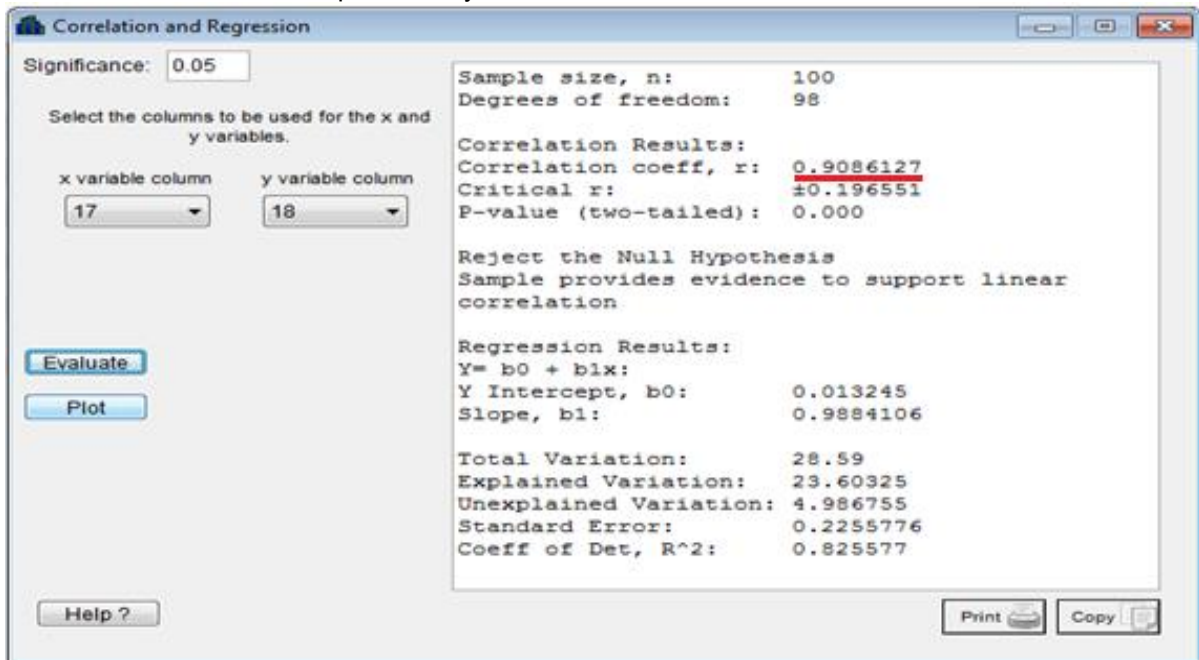 Correlation and Regression
Significance: 0.05
Select the columns to be used for the x and
y variables.
x variable column y variable column
17 18
Evaluate
Plot
Help ?
Sample size, n: 100
Degrees of freedom: 98
Correlation Results:
Correlation coeff, r: 0.9086127
Critical r: ±0.196551
P-value (two-tailed): 0.000
Reject the Null Hypothesis
Sample provides evidence to support linear
correlation
Regression Results:
Y= b0 + b1x:
Y Intercept, b0: 0.013245
Slope, b1: 0.9884106
Total Variation: 28.59
Explained Variation: 23.60325
Unexplained Variation: 4.986755
Standard Error: 0.2255776
Coeff of Det, R^2: 0.825577
Print Copy